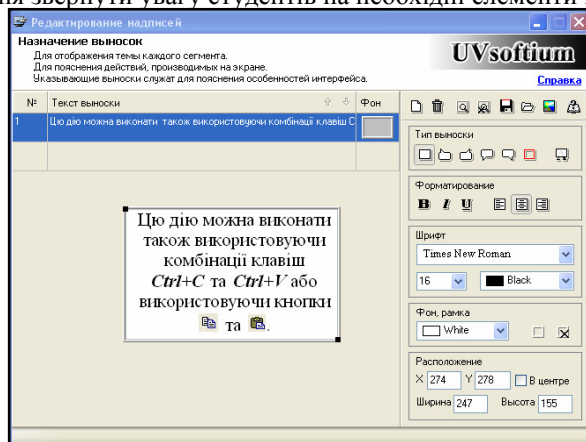 ня звернути увагу студентів на необхідні елементи
Редактирование надписей
Назначение выносок
Для отображения темы каждого сегмента.
Для пояснения действий, производимых на экране.
Указывающие выноски служат для пояснения особенностей интерфейса.
UVsoftium
Справка
№ Текст выноски Фон
1 Цю дію можна виконати також використовуючи комбінації клавіш C
Тип выноски
Форматирование
B I U
Шрифт
Times New Roman
16 Black
Фон, рамка
White
Расположение
X 274 Y 278 В центре
Ширина 247 Высота 155
Цю дію можна виконати
також використовуючи
комбінації клавіш
Ctrl+C та Ctrl+V або
використовуючи кнопки
та .